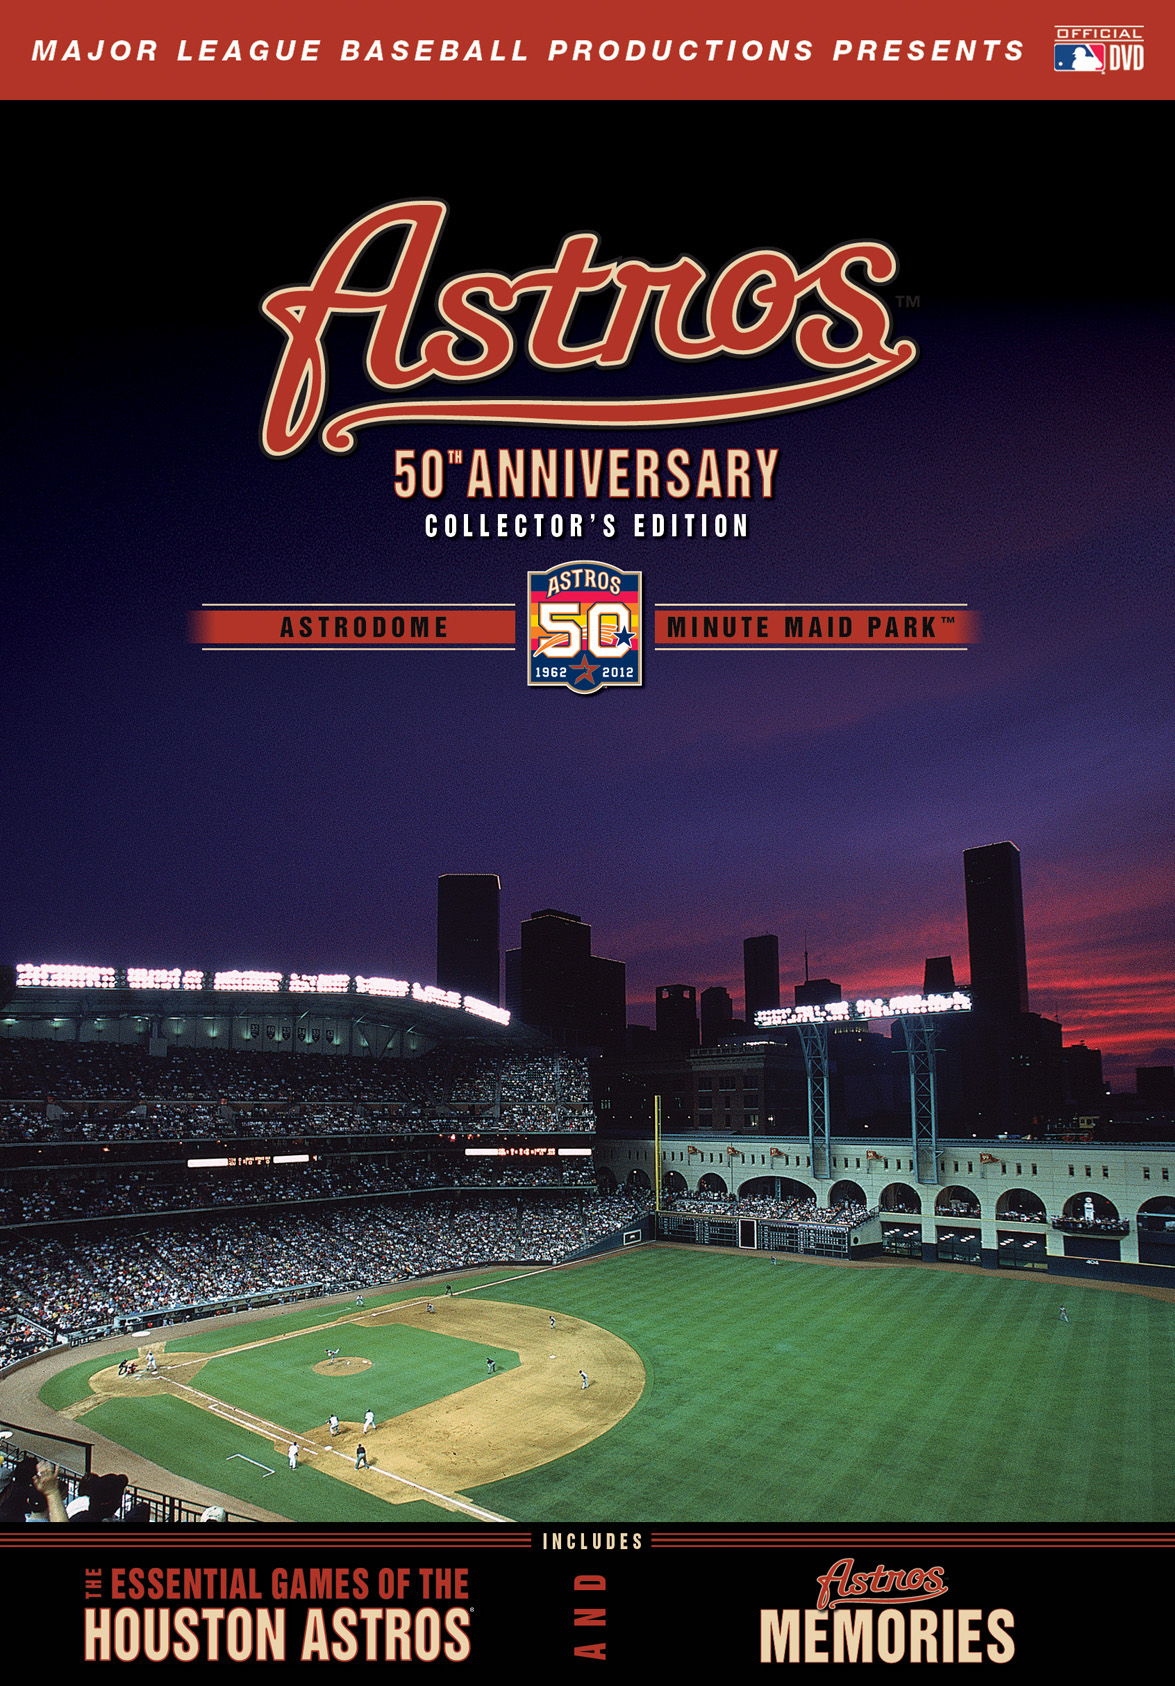 MAJOR LEAGUE BASEBALL PRODUCTIONS PRESENTS
OFFICIAL
DVD
Astros™
50TH ANNIVERSARY
COLLECTOR'S EDITION
ASTRODOME
ASTROS
50
1962 2012
MINUTE MAID PARK™
404
INCLUDES
THE ESSENTIAL GAMES OF THE
HOUSTON ASTROS®
AND
Astros
MEMORIES